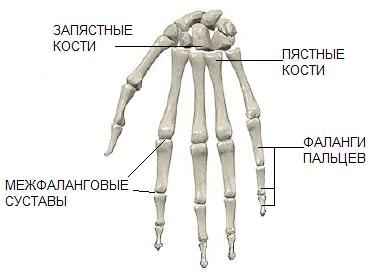 ЗАПЯСТНЫЕ
КОСТИ
ПЯСТНЫЕ
КОСТИ
ФАЛАНГИ
ПАЛЬЦЕВ
МЕЖФАЛАНГОВЫЕ
СУСТАВЫ